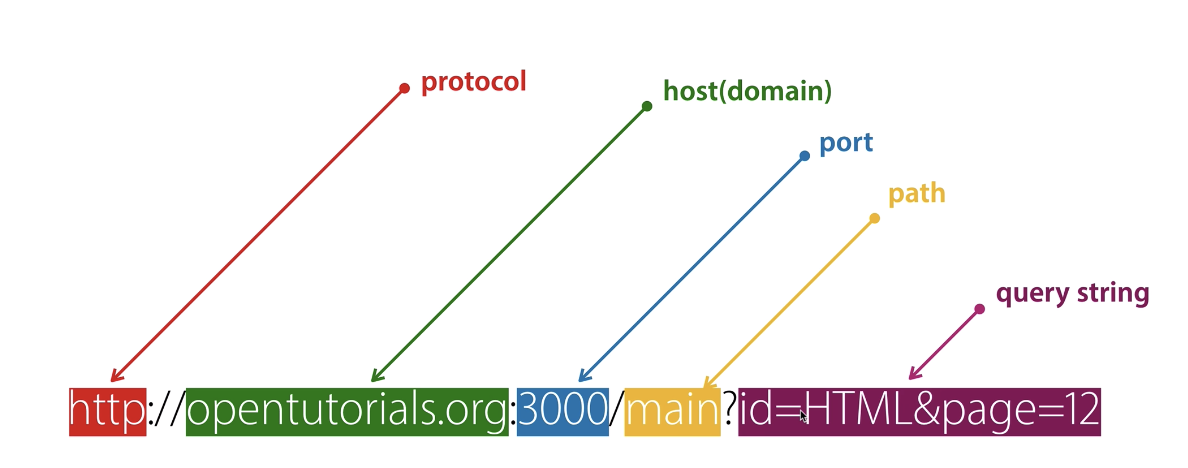 protocol
host(domain)
port
path
query string
http://opentutorials.org:3000/main?id=HTML&page=12